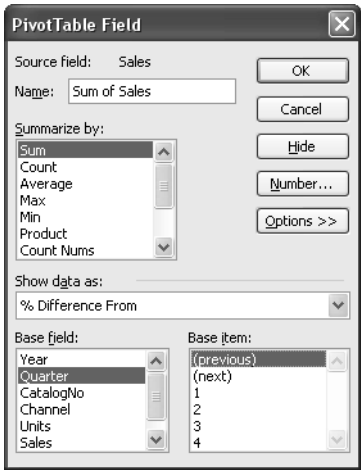 PivotTable Field
Source field: Sales
OK
Name: Sum of Sales
Cancel
Summarize by:
Sum
Count
Average
Max
Min
Product
Count Nums
Hide
Number...
Options >>
Show data as:
% Difference From
Base field:
Year
Quarter
CatalogNo
Channel
Units
Sales
Base item:
(previous)
(next)
1
2
3
4